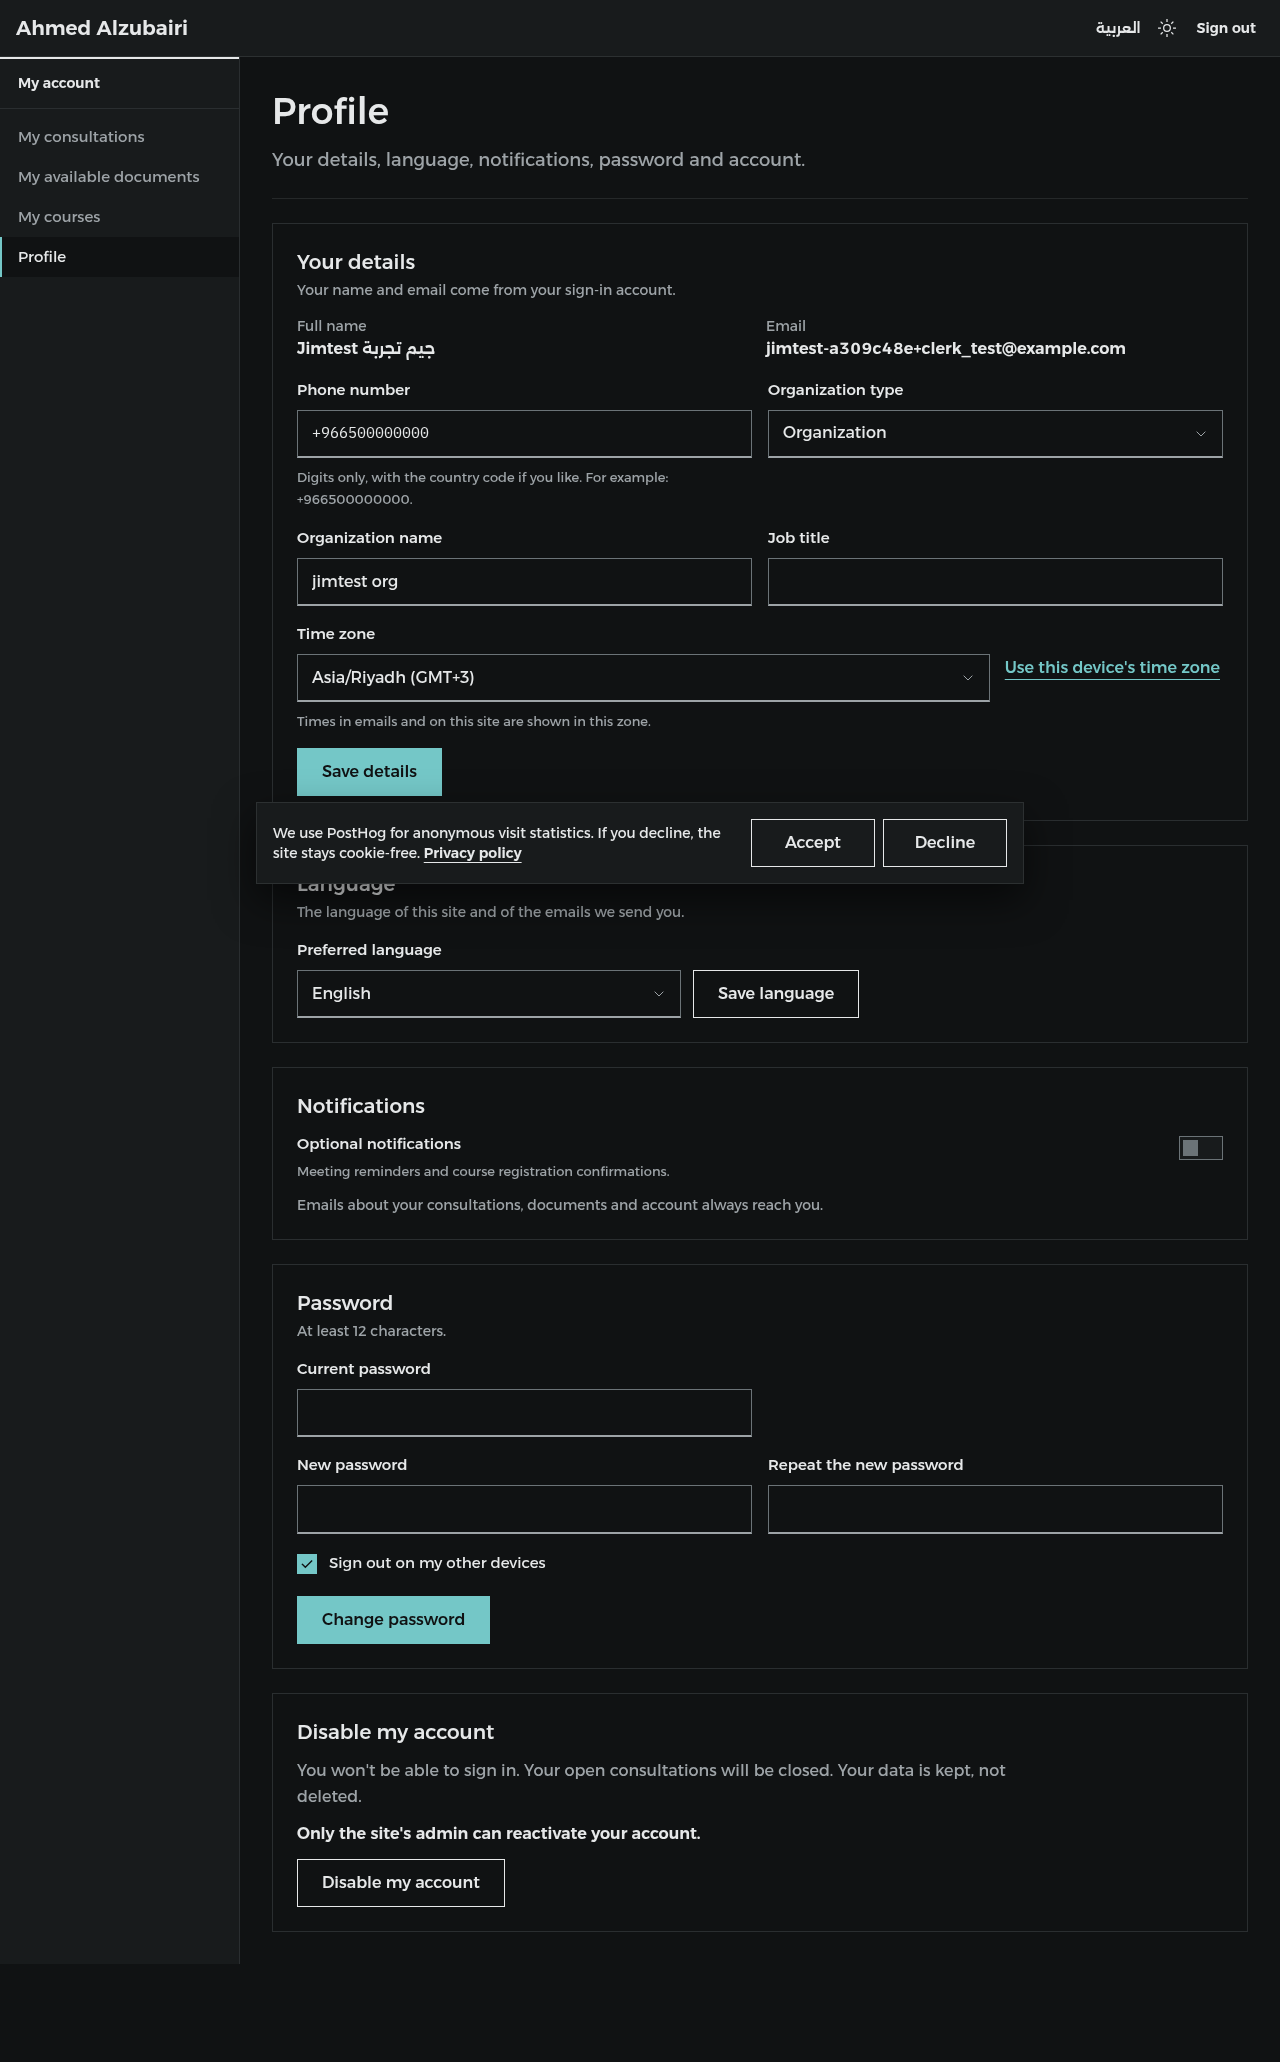 Ahmed Alzubairi
العربية
Sign out
My account
My consultations
My available documents
My courses
Profile
Profile
Your details, language, notifications, password and account.
Your details
Your name and email come from your sign-in account.
Full name
Jimtest جيم تجربة
Email
jimtest-a309c48e+clerk_test@example.com
Phone number
+966500000000
Digits only, with the country code if you like. For example:
+966500000000.
Organization type
Organization
Organization name
jimtest org
Job title
Time zone
Asia/Riyadh (GMT+3)
Use this device's time zone
Times in emails and on this site are shown in this zone.
Save details
We use PostHog for anonymous visit statistics. If you decline, the
site stays cookie-free. Privacy policy
Accept
Decline
Language
The language of this site and of the emails we send you.
Preferred language
English
Save language
Notifications
Optional notifications
Meeting reminders and course registration confirmations.
Emails about your consultations, documents and account always reach you.
Password
At least 12 characters.
Current password
New password
Repeat the new password
Sign out on my other devices
Change password
Disable my account
You won't be able to sign in. Your open consultations will be closed. Your data is kept, not
deleted.
Only the site's admin can reactivate your account.
Disable my account